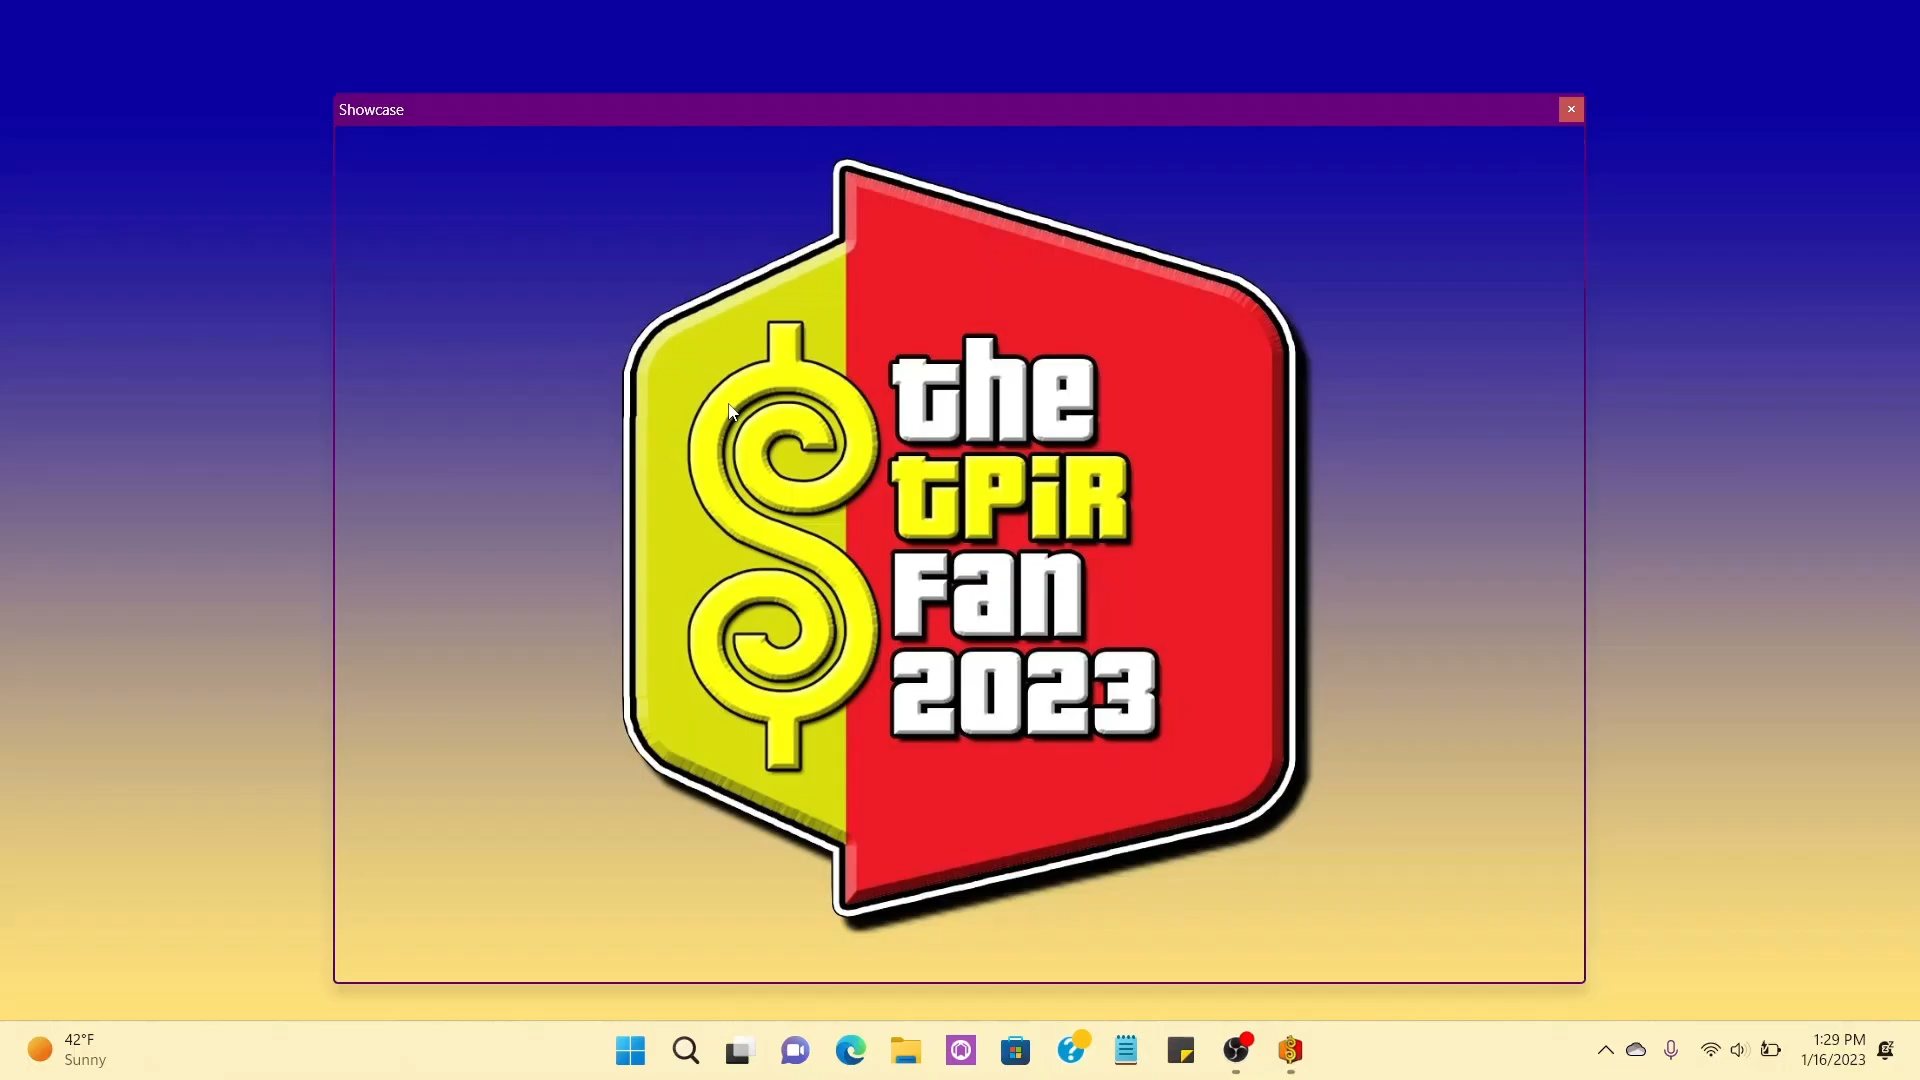 Showcase
the
tPiR
Fan
2023
42°F
Sunny
1:29 PM
1/16/2023